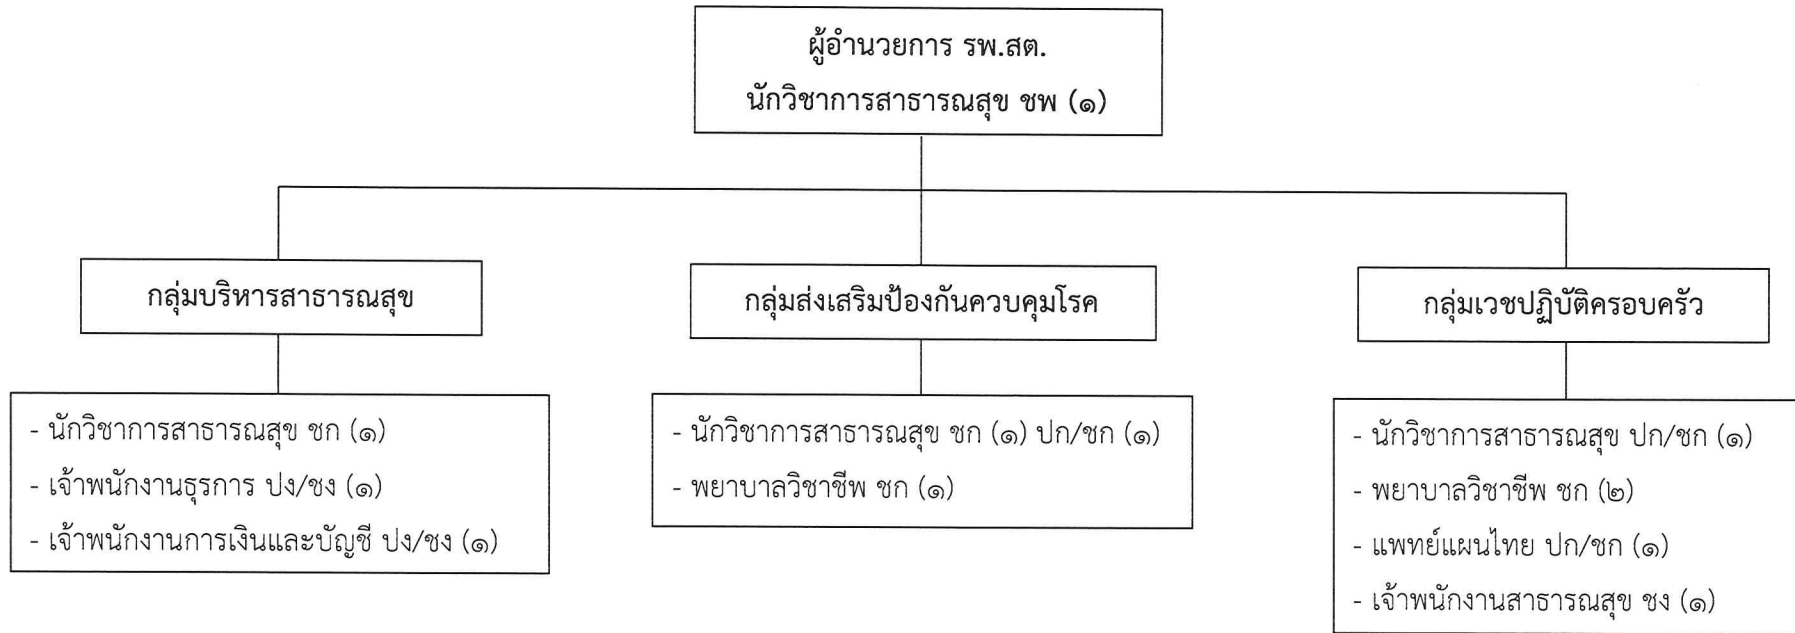 ผู้อำนวยการ รพ.สต.
นักวิชาการสาธารณสุข ชพ (๑)
กลุ่มบริหารสาธารณสุข
- นักวิชาการสาธารณสุข ชก (๑)
- เจ้าพนักงานธุรการ ปง/ชง (๑)
- เจ้าพนักงานการเงินและบัญชี ปง/ชง (๑)
กลุ่มส่งเสริมป้องกันควบคุมโรค
- นักวิชาการสาธารณสุข ชก (๑) ปก/ชก (๑)
- พยาบาลวิชาชีพ ชก (๑)
กลุ่มเวชปฏิบัติครอบครัว
- นักวิชาการสาธารณสุข ปก/ชก (๑)
- พยาบาลวิชาชีพ ชก (๒)
- แพทย์แผนไทย ปก/ชก (๑)
- เจ้าพนักงานสาธารณสุข ชง (๑)